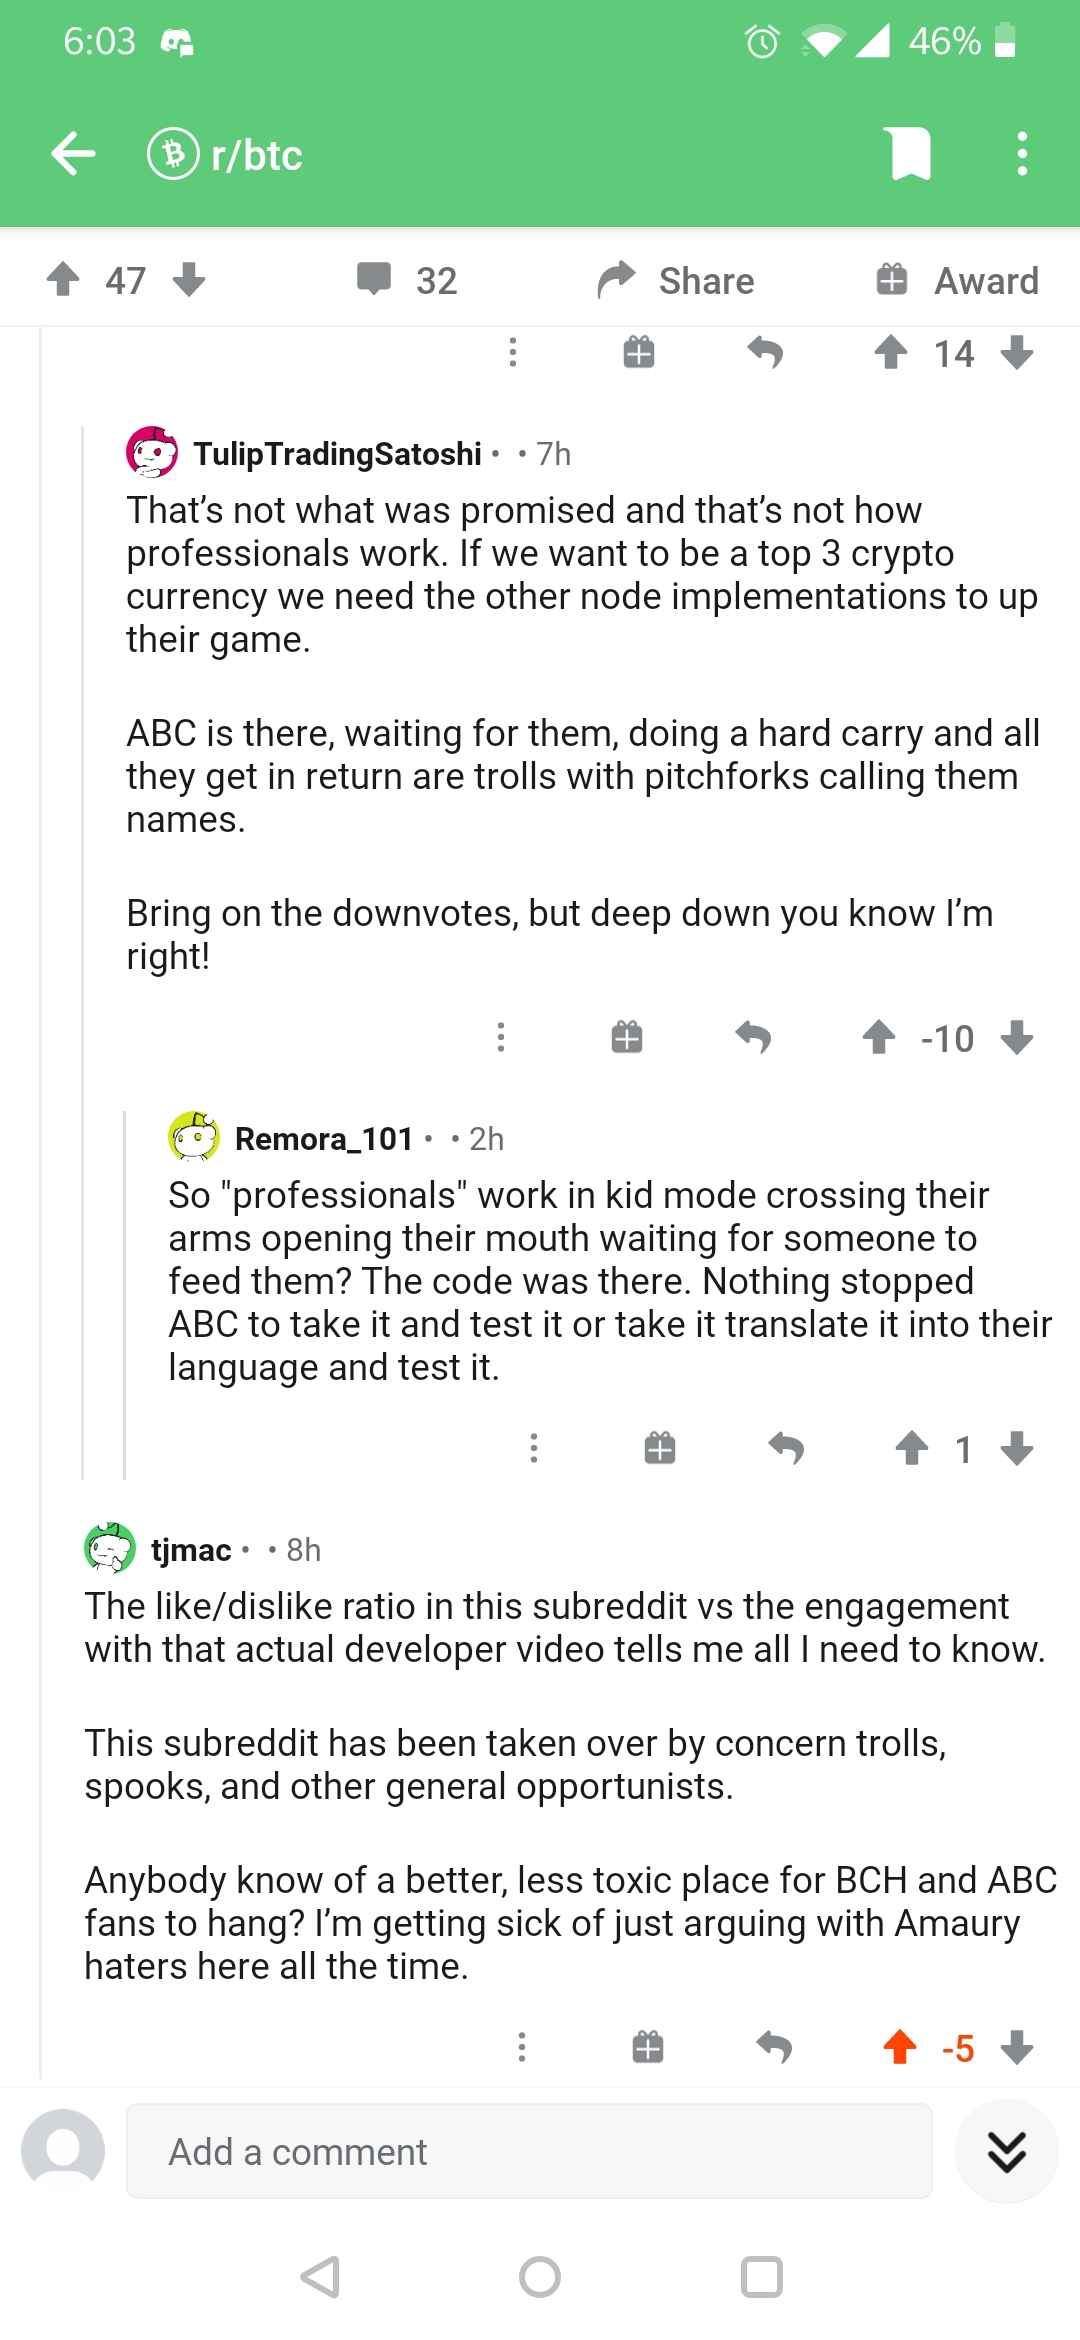 6:03 46%
r/btc
47 32 Share Award
14
TulipTradingSatoshi • • 7h
That’s not what was promised and that’s not how
professionals work. If we want to be a top 3 crypto
currency we need the other node implementations to up
their game.
ABC is there, waiting for them, doing a hard carry and all
they get in return are trolls with pitchforks calling them
names.
Bring on the downvotes, but deep down you know I’m
right!
-10
Remora_101 • • 2h
So "professionals" work in kid mode crossing their
arms opening their mouth waiting for someone to
feed them? The code was there. Nothing stopped
ABC to take it and test it or take it translate it into their
language and test it.
1
tjmac • • 8h
The like/dislike ratio in this subreddit vs the engagement
with that actual developer video tells me all I need to know.
This subreddit has been taken over by concern trolls,
spooks, and other general opportunists.
Anybody know of a better, less toxic place for BCH and ABC
fans to hang? I’m getting sick of just arguing with Amaury
haters here all the time.
-5
Add a comment